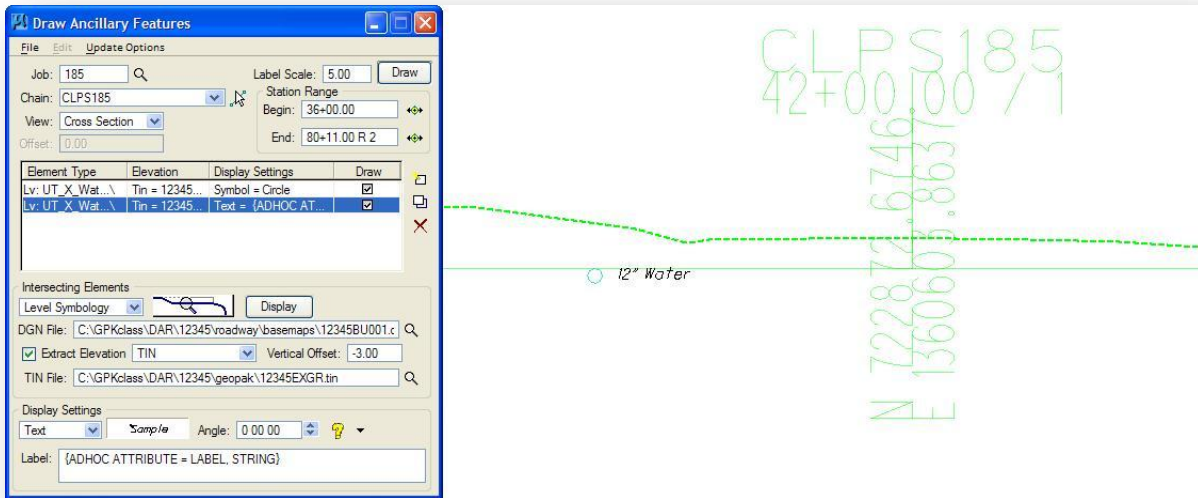 Draw Ancillary Features
File Edit Update Options
Job: 185 Label Scale: 5.00 Draw
Chain: CLPS185 Station Range
Begin: 36+00.00
View: Cross Section
End: 80+11.00 R 2
Offset: 0.00
Element Type Elevation Display Settings Draw
Lv: UT_X_Wat...\ Tin = 12345... Symbol = Circle
Lv: UT_X_Wat...\ Tin = 12345... Text = {ADHOC AT...
Intersecting Elements
Level Symbology Display
DGN File: C:\GPKclass\DAR\12345\roadway\basemaps\12345BU001.c
Extract Elevation TIN Vertical Offset: -3.00
TIN File: C:\GPKclass\DAR\12345\geopak\12345EXGR.tin
Display Settings
Text Sample Angle: 0 00 00
Label: {ADHOC ATTRIBUTE = LABEL, STRING}
CLPS185
42+00.00 / 1
12" Water
N 722872.6746
E 1360603.8637